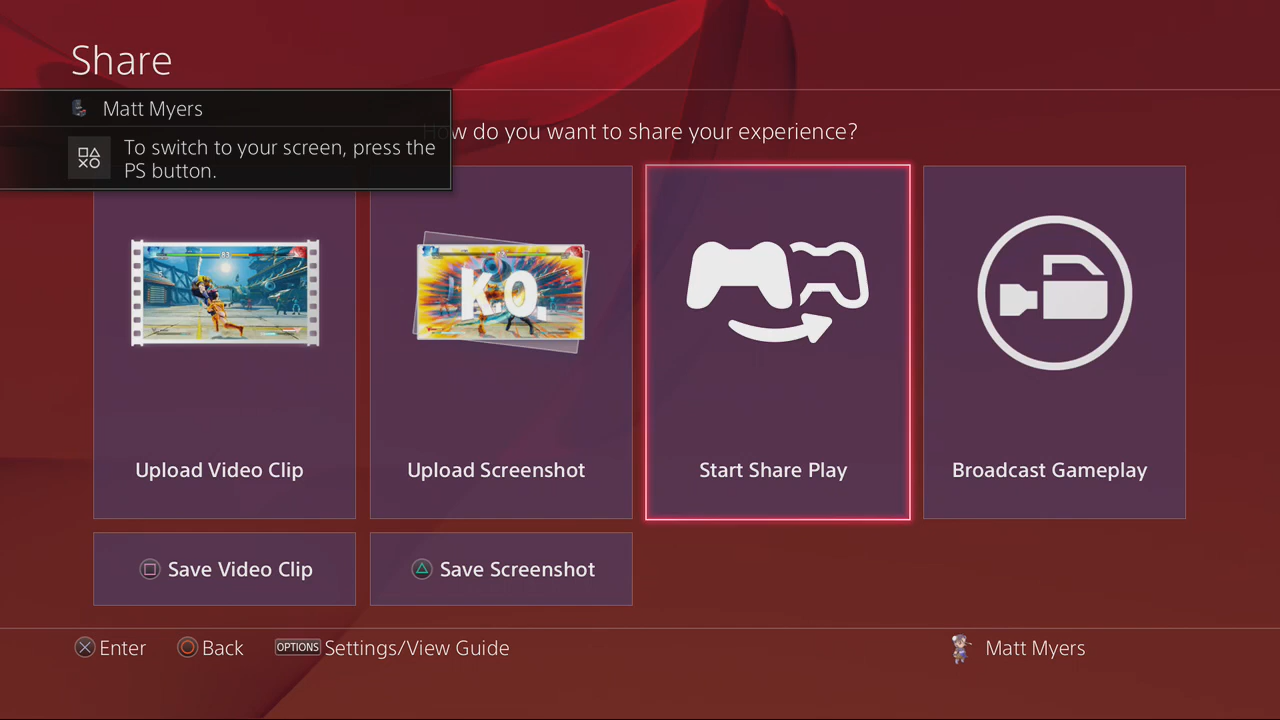 Share
Matt Myers
To switch to your screen, press the
PS button.
ow do you want to share your experience?
83
K.O.
Upload Video Clip
Upload Screenshot
Start Share Play
Broadcast Gameplay
Save Video Clip
Save Screenshot
Enter
Back
OPTIONS Settings/View Guide
Matt Myers